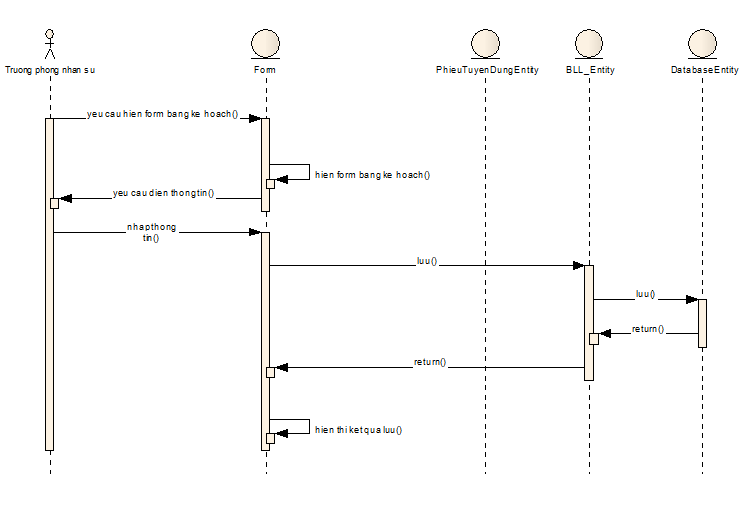 Truong phong nhan su
Form
PhieuTuyenDungEntity
BLL_Entity
DatabaseEntity
yeu cau hien form bang ke hoach()
hien form bang ke hoach()
yeu cau dien thong tin()
nhap thong
tin()
luu()
luu()
return()
return()
hien thi ket qua luu()